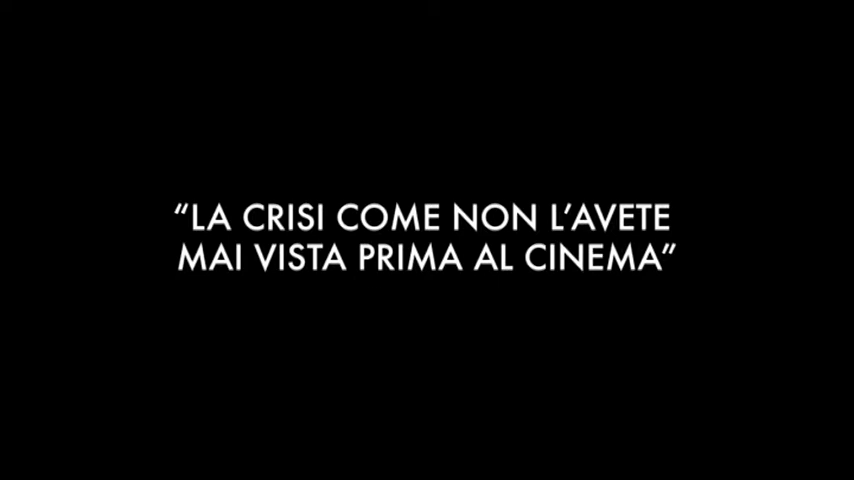 “LA CRISI COME NON L’AVETE
MAI VISTA PRIMA AL CINEMA”